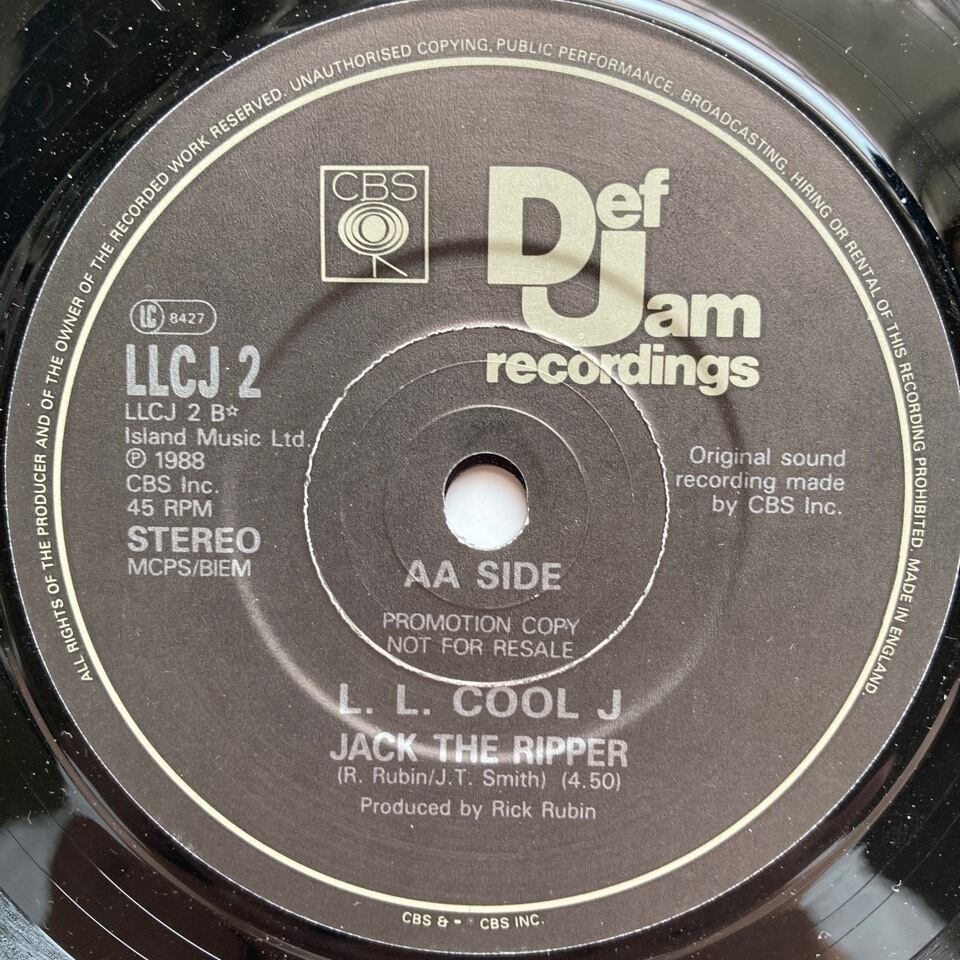 ALL RIGHTS OF THE PRODUCER AND OF THE OWNER OF THE RECORDED WORK RESERVED. UNAUTHORISED COPYING, PUBLIC PERFORMANCE, BROADCASTING, HIRING OR RENTAL OF THIS RECORDING PROHIBITED. MADE IN ENGLAND.
CBS
Def
Jam
recordings
LC 8427
LLCJ 2
LLCJ 2 B☆
Island Music Ltd.
℗ 1988
CBS Inc.
45 RPM
STEREO
MCPS/BIEM
Original sound
recording made
by CBS Inc.
AA SIDE
PROMOTION COPY
NOT FOR RESALE
L. L. COOL J
JACK THE RIPPER
(R. Rubin/J.T. Smith) (4.50)
Produced by Rick Rubin
CBS & CBS INC.